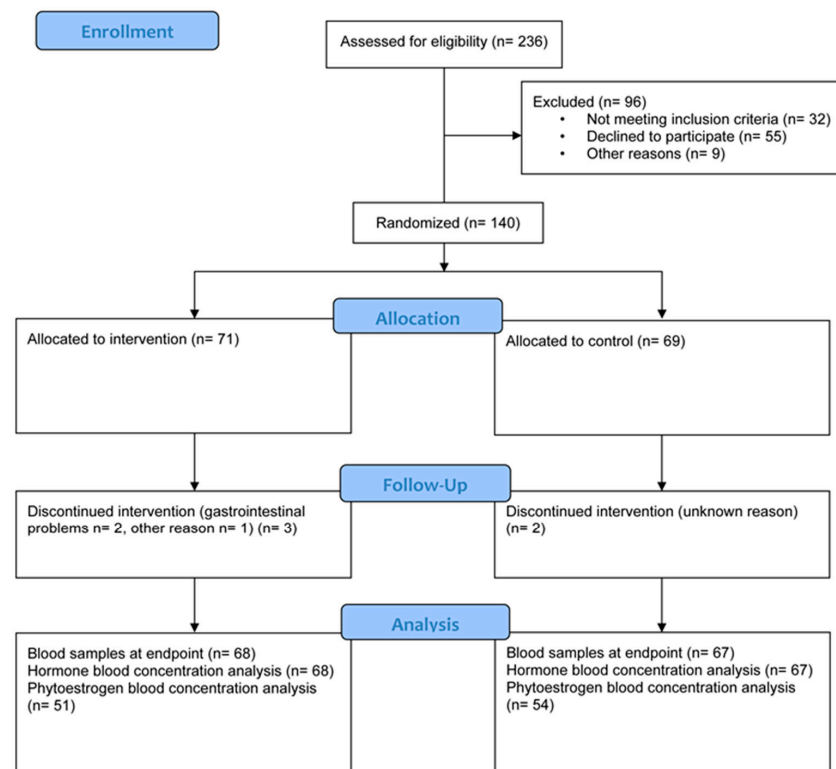 Enrollment
Assessed for eligibility (n= 236)
Excluded (n= 96)
• Not meeting inclusion criteria (n= 32)
• Declined to participate (n= 55)
• Other reasons (n= 9)
Randomized (n= 140)
Allocation
Allocated to intervention (n= 71)
Allocated to control (n= 69)
Follow-Up
Discontinued intervention (gastrointestinal
problems n= 2, other reason n= 1) (n= 3)
Discontinued intervention (unknown reason)
(n= 2)
Analysis
Blood samples at endpoint (n= 68)
Hormone blood concentration analysis (n= 68)
Phytoestrogen blood concentration analysis
(n= 51)
Blood samples at endpoint (n= 67)
Hormone blood concentration analysis (n= 67)
Phytoestrogen blood concentration analysis
(n= 54)